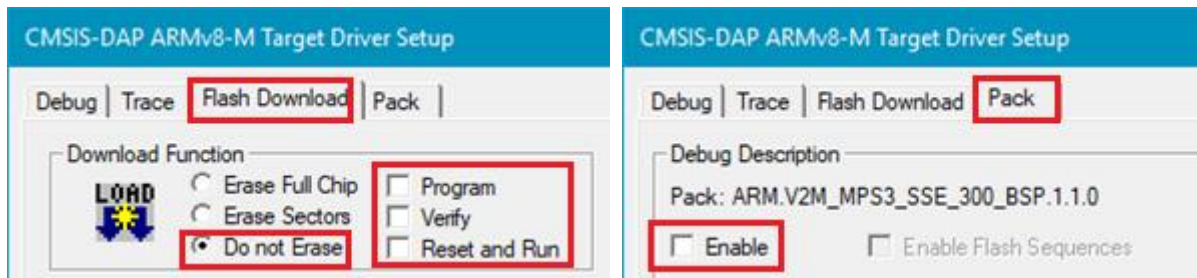 CMSIS-DAP ARMv8-M Target Driver Setup
Debug Trace Flash Download Pack
Download Function
LOAD
Erase Full Chip
Erase Sectors
Do not Erase
Program
Verify
Reset and Run
CMSIS-DAP ARMv8-M Target Driver Setup
Debug Trace Flash Download Pack
Debug Description
Pack: ARM.V2M_MPS3_SSE_300_BSP.1.1.0
Enable Enable Flash Sequences